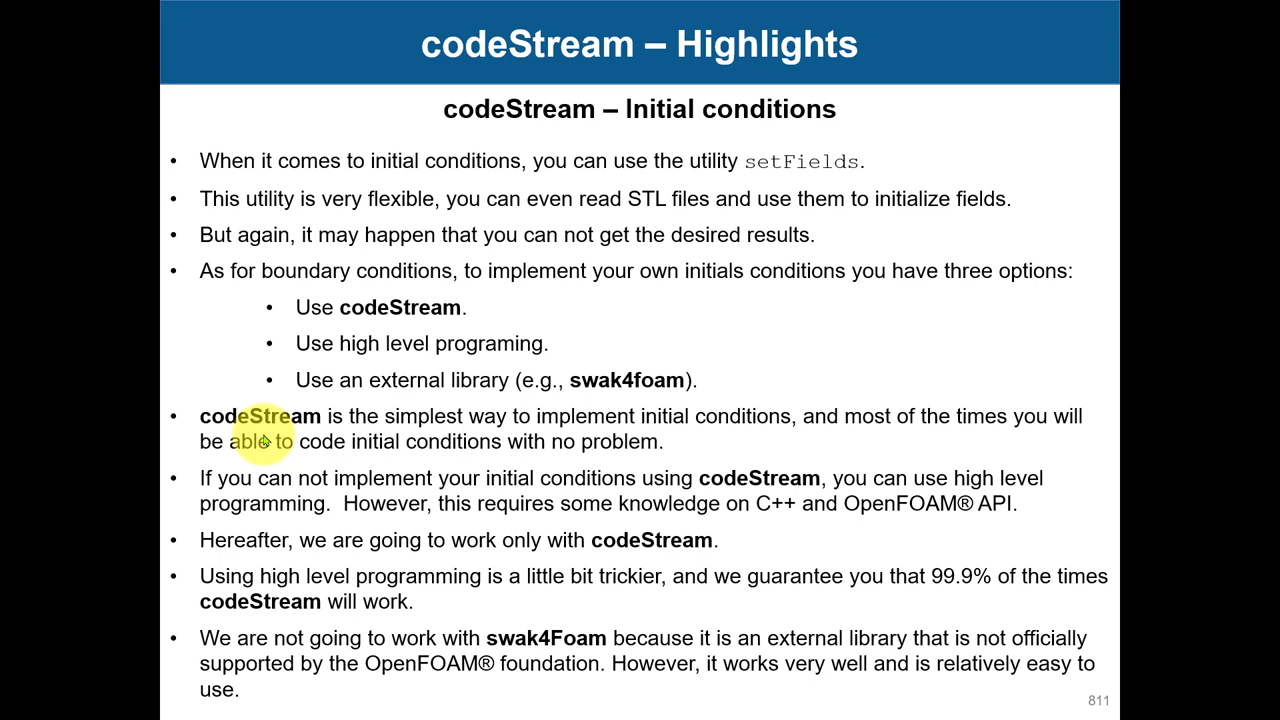 codeStream – Highlights
codeStream – Initial conditions
• When it comes to initial conditions, you can use the utility setFields.
• This utility is very flexible, you can even read STL files and use them to initialize fields.
• But again, it may happen that you can not get the desired results.
• As for boundary conditions, to implement your own initials conditions you have three options:
• Use codeStream.
• Use high level programing.
• Use an external library (e.g., swak4foam).
• codeStream is the simplest way to implement initial conditions, and most of the times you will
be able to code initial conditions with no problem.
• If you can not implement your initial conditions using codeStream, you can use high level
programming. However, this requires some knowledge on C++ and OpenFOAM® API.
• Hereafter, we are going to work only with codeStream.
• Using high level programming is a little bit trickier, and we guarantee you that 99.9% of the times
codeStream will work.
• We are not going to work with swak4Foam because it is an external library that is not officially
supported by the OpenFOAM® foundation. However, it works very well and is relatively easy to
use.
811